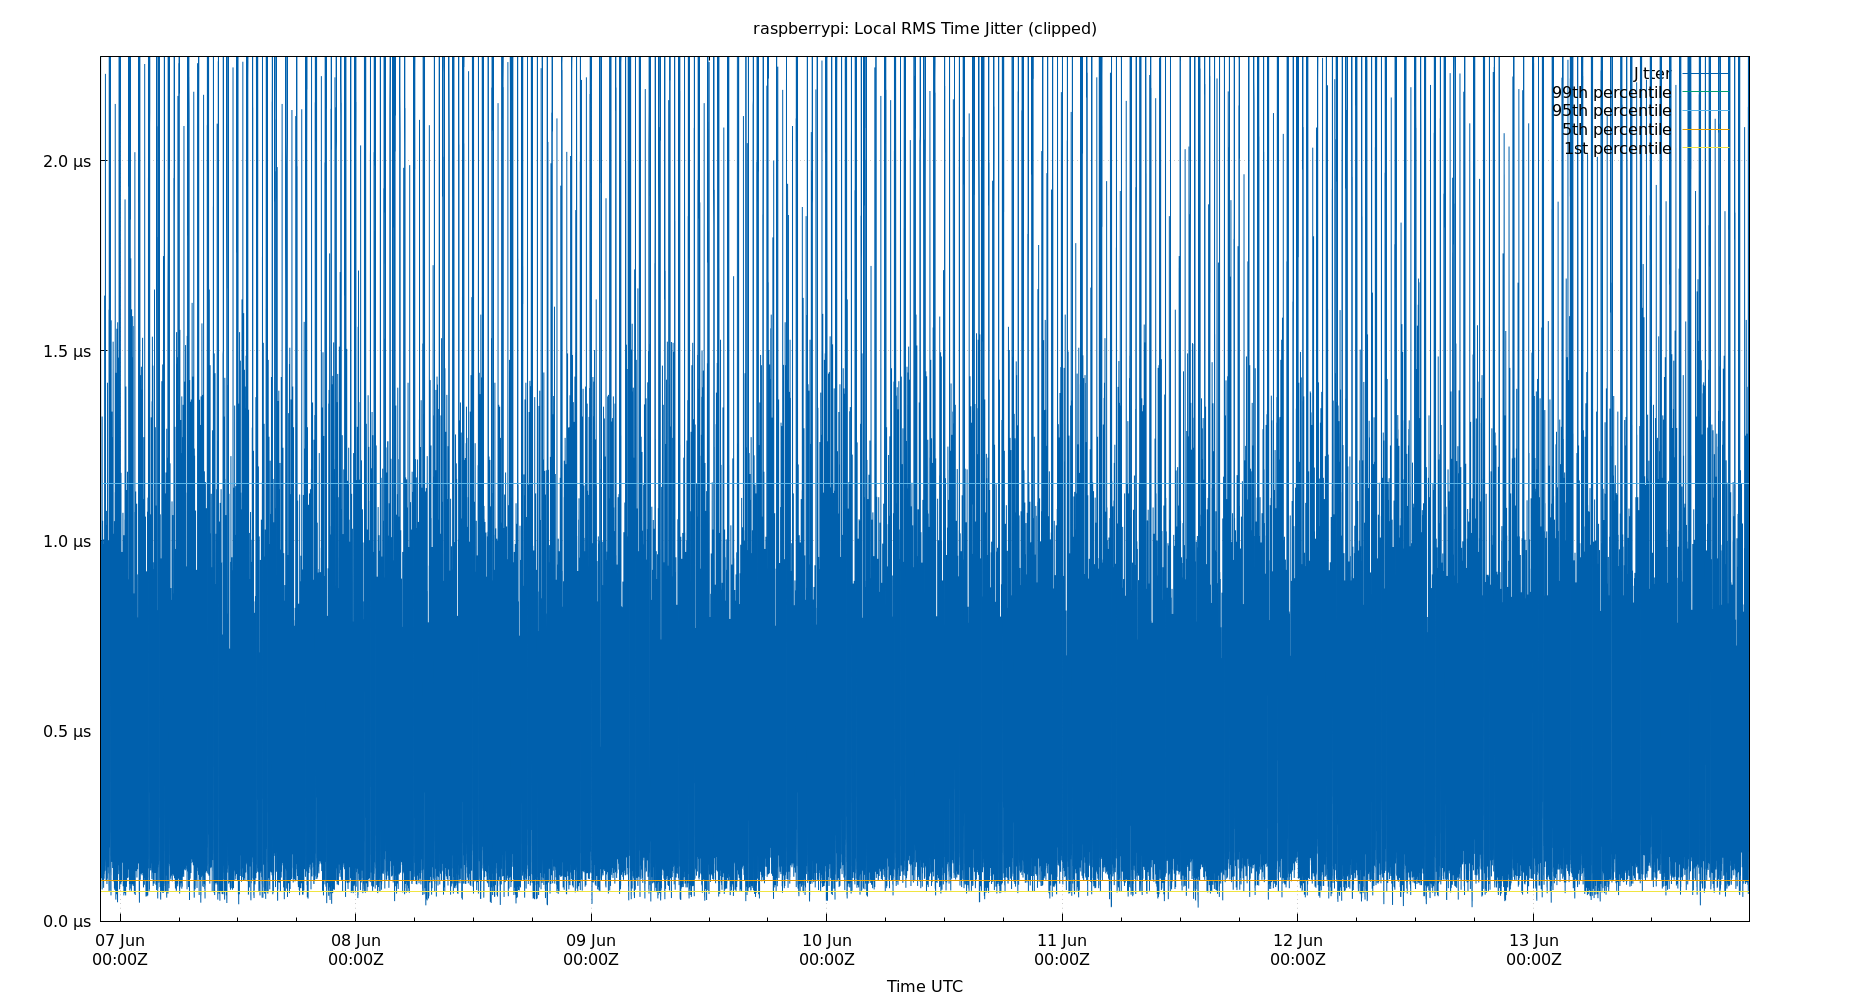 raspberrypi: Local RMS Time Jitter (clipped)
Jitter
99th percentile
95th percentile
5th percentile
1st percentile
2.0 µs
1.5 µs
1.0 µs
0.5 µs
0.0 µs
07 Jun 08 Jun 09 Jun 10 Jun 11 Jun 12 Jun 13 Jun
00:00Z 00:00Z 00:00Z 00:00Z 00:00Z 00:00Z 00:00Z
Time UTC